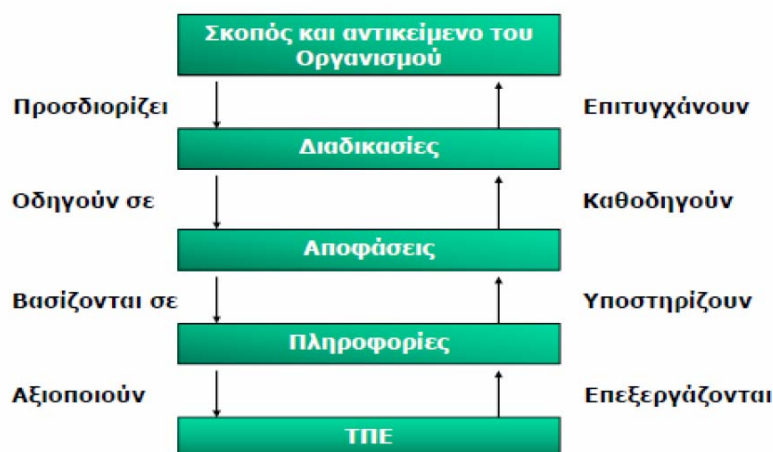 Σκοπός και αντικείμενο του
Οργανισμού
Προσδιορίζει
Επιτυγχάνουν
Διαδικασίες
Οδηγούν σε
Καθοδηγούν
Αποφάσεις
Βασίζονται σε
Υποστηρίζουν
Πληροφορίες
Αξιοποιούν
Επεξεργάζονται
ΤΠΕ